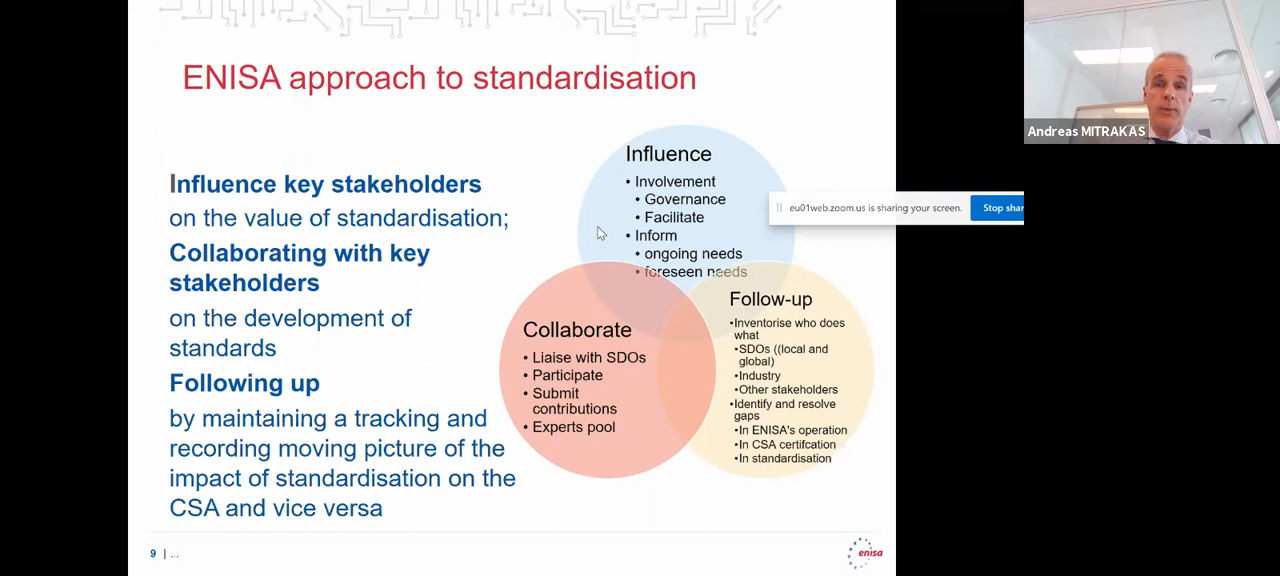 ENISA approach to standardisation
Influence key stakeholders
on the value of standardisation;
Collaborating with key
stakeholders
on the development of
standards
Following up
by maintaining a tracking and
recording moving picture of the
impact of standardisation on the
CSA and vice versa
Influence
• Involvement
• Governance
• Facilitate
• Inform
• ongoing needs
• foreseen needs
Collaborate
• Liaise with SDOs
• Participate
• Submit
contributions
• Experts pool
Follow-up
•Inventorise who does
what
•SDOs ((local and
global)
•Industry
•Other stakeholders
•Identify and resolve
gaps
•In ENISA's operation
•In CSA certifcation
•In standardisation
eu01web.zoom.us is sharing your screen.
Stop shar
Andreas MITRAKAS
9 | ...
enisa